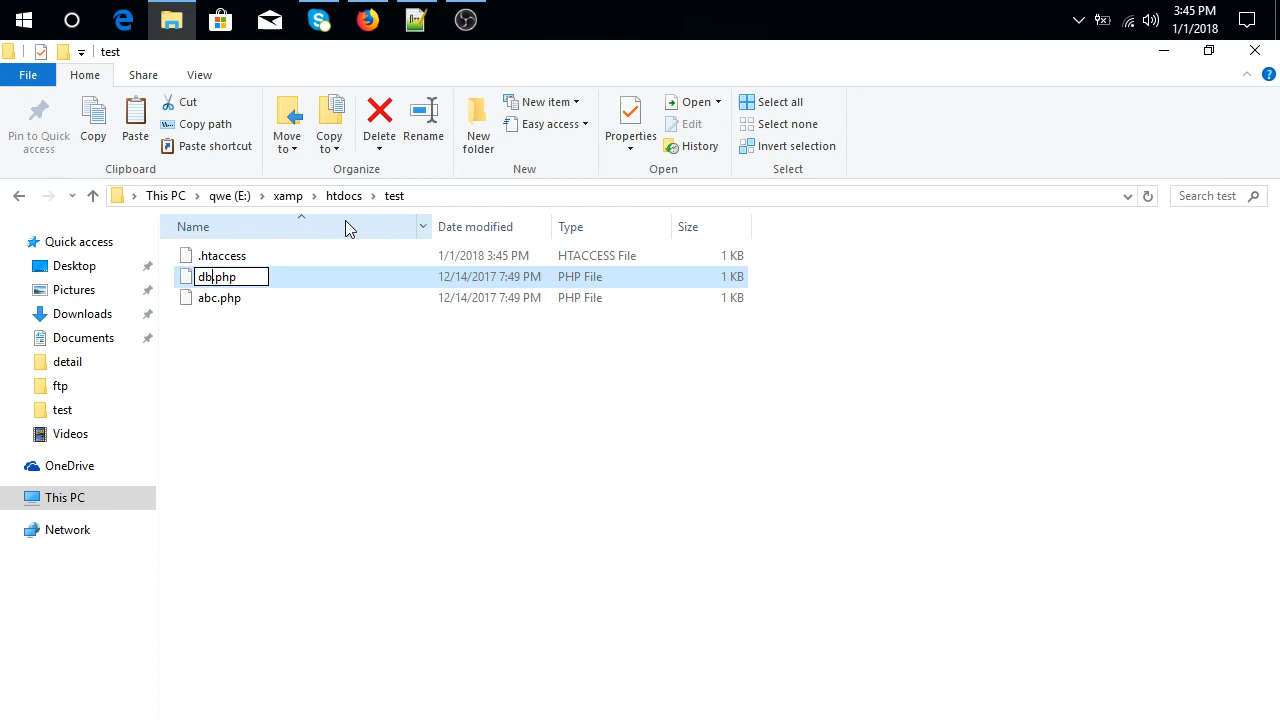 3:45 PM
1/1/2018
test
File Home Share View
Pin to Quick access
Copy
Paste
Cut
Copy path
Paste shortcut
Clipboard
Move to
Copy to
Delete
Rename
Organize
New folder
New item
Easy access
New
Properties
Open
Edit
History
Open
Select all
Select none
Invert selection
Select
This PC > qwe (E:) > xamp > htdocs > test
Search test
Name Date modified Type Size
.htaccess 1/1/2018 3:45 PM HTACCESS File 1 KB
db.php 12/14/2017 7:49 PM PHP File 1 KB
abc.php 12/14/2017 7:49 PM PHP File 1 KB
Quick access
Desktop
Pictures
Downloads
Documents
detail
ftp
test
Videos
OneDrive
This PC
Network